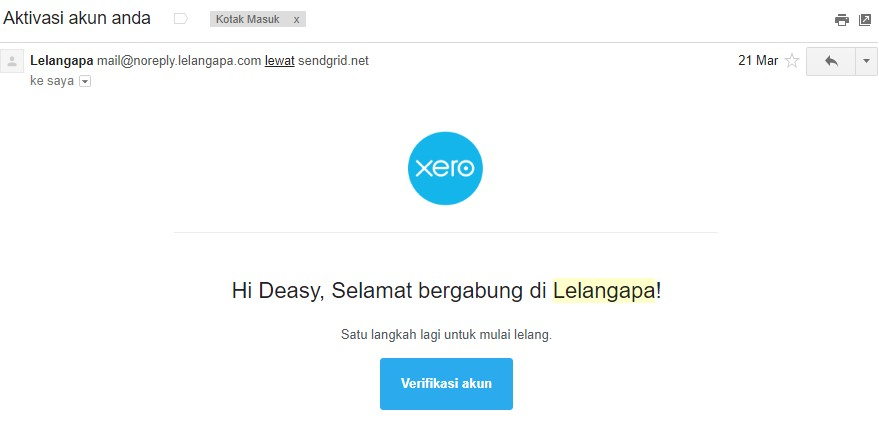 Aktivasi akun anda
Kotak Masuk x
Lelangapa mail@noreply.lelangapa.com lewat sendgrid.net
21 Mar
ke saya
xero
Hi Deasy, Selamat bergabung di Lelangapa!
Satu langkah lagi untuk mulai lelang.
Verifikasi akun